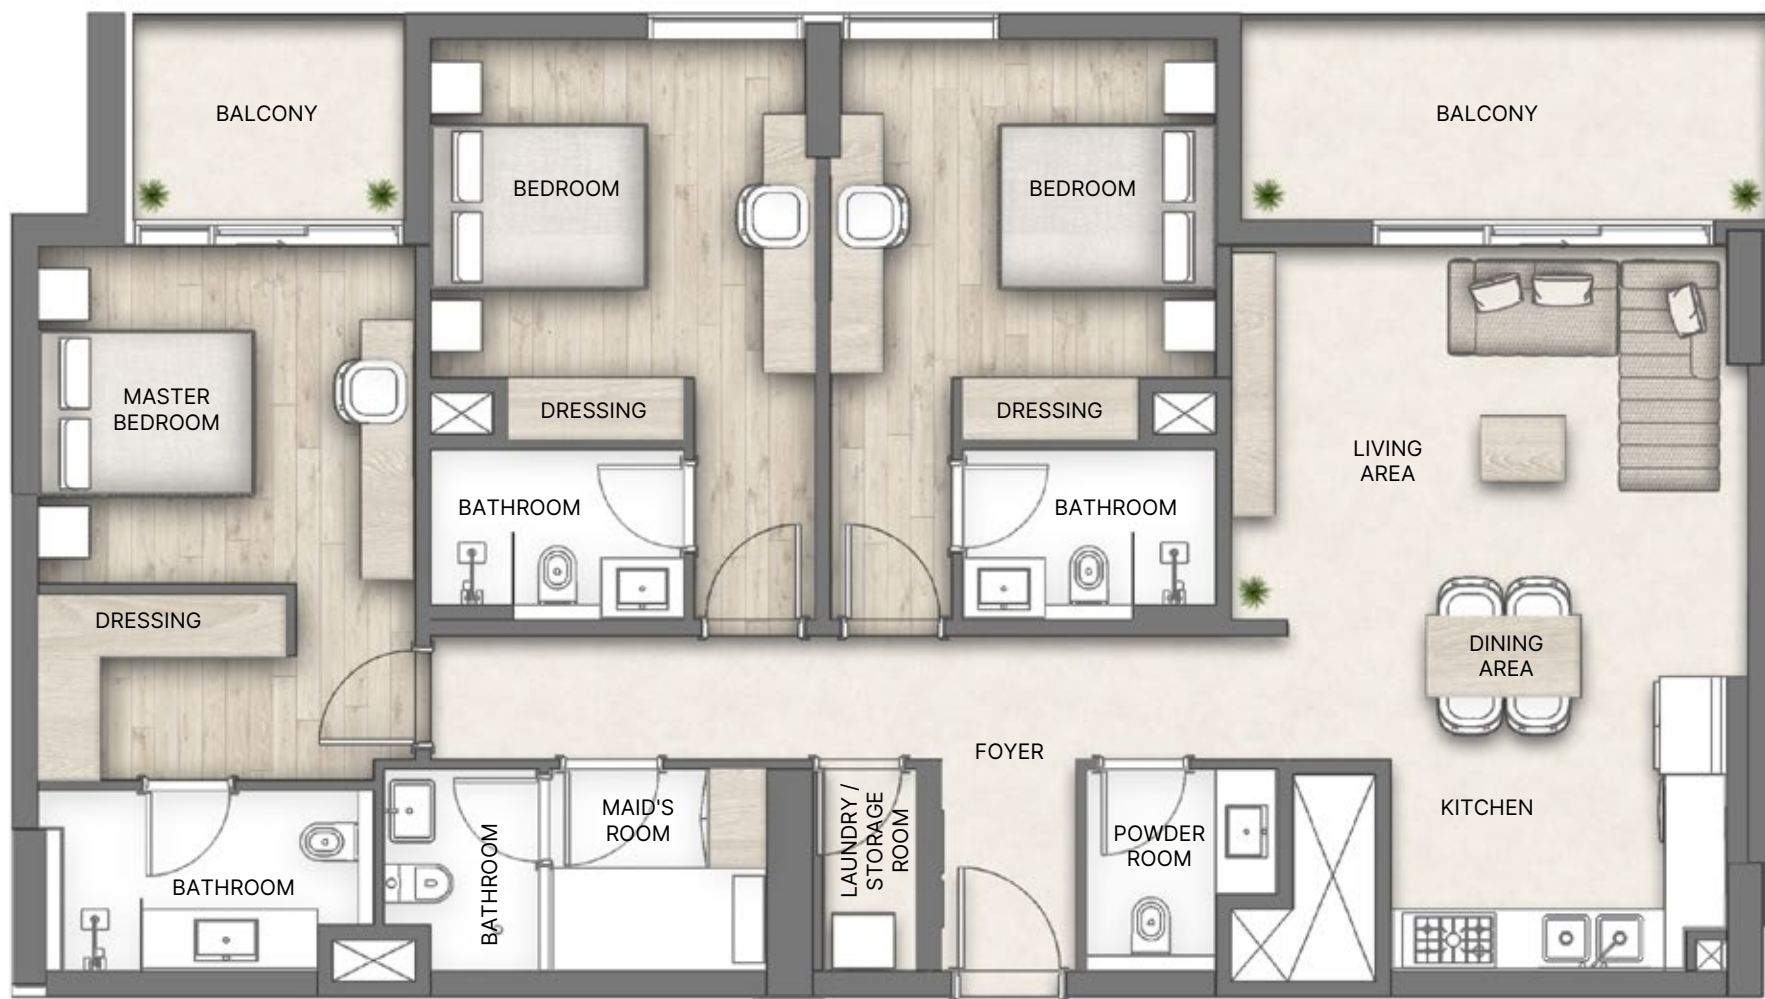 BALCONY
BEDROOM
BEDROOM
BALCONY
MASTER
BEDROOM
DRESSING
DRESSING
LIVING
AREA
BATHROOM
BATHROOM
DRESSING
DINING
AREA
FOYER
MAID'S
ROOM
LAUNDRY /
STORAGE
ROOM
POWDER
ROOM
KITCHEN
BATHROOM
BATHROOM